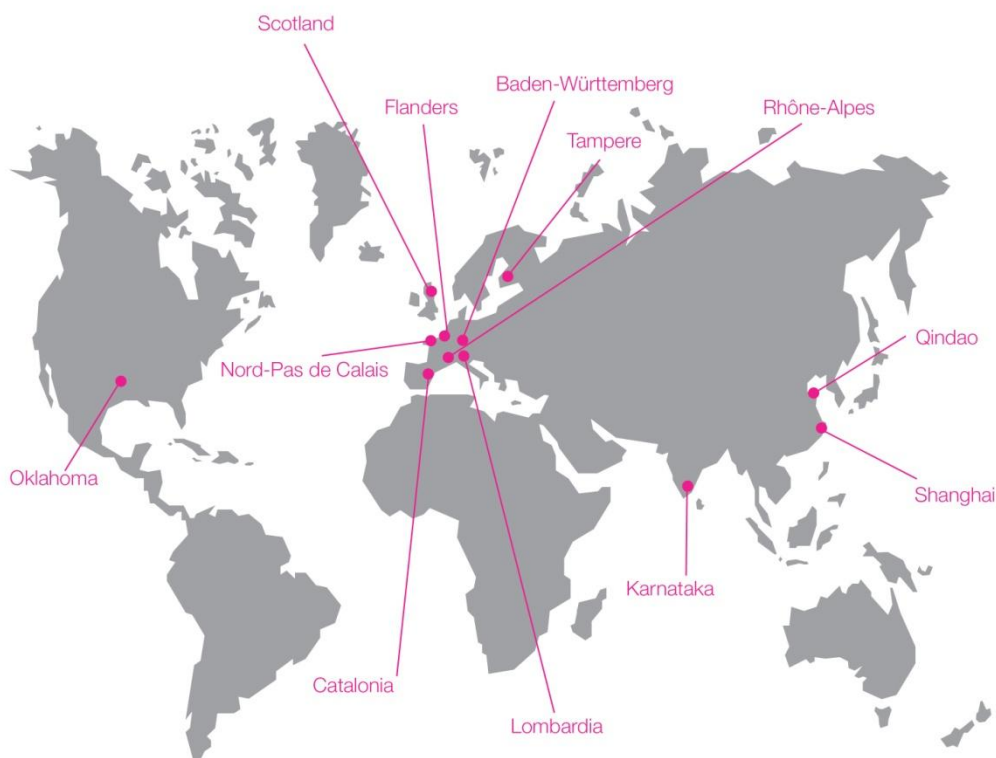 Scotland
Baden-Württemberg
Flanders
Rhône-Alpes
Tampere
Qindao
Nord-Pas de Calais
Oklahoma
Shanghai
Karnataka
Catalonia
Lombardia